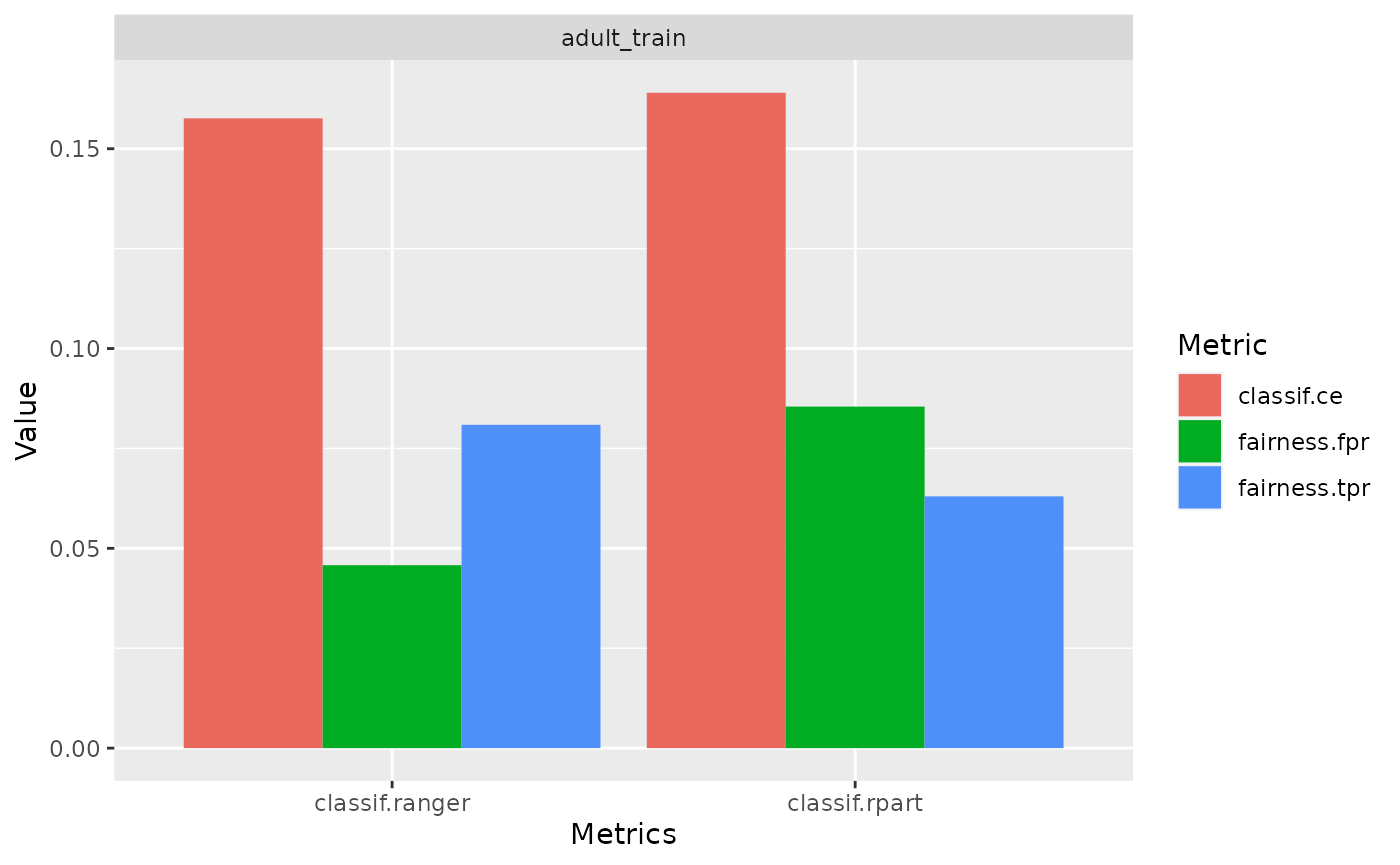 adult_train
Value
0.15
0.10
0.05
0.00
classif.ranger
classif.rpart
Metrics
Metric
classif.ce
fairness.fpr
fairness.tpr